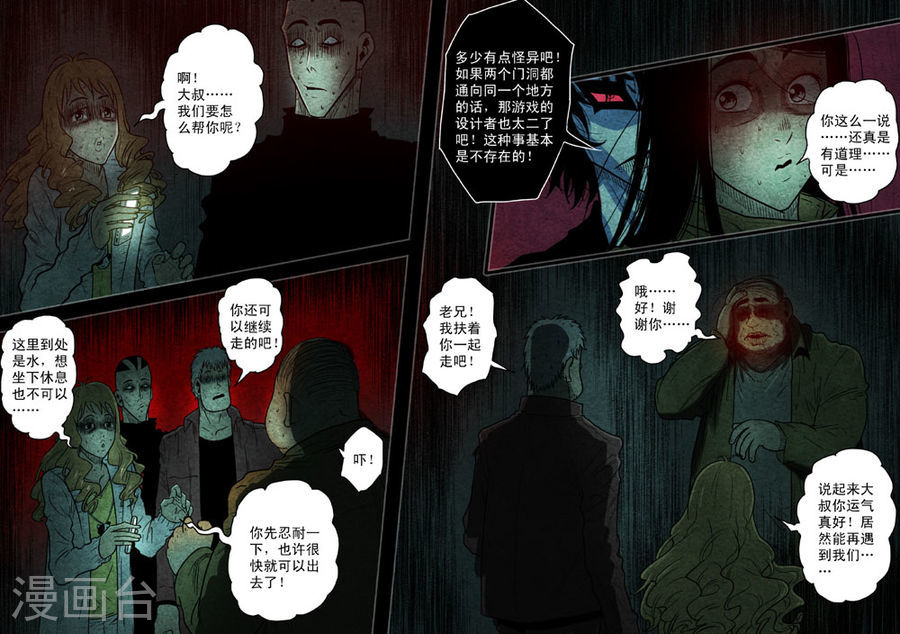 啊！
大叔……
我们要怎
么帮你呢？
多少有点怪异吧！
如果两个门洞都
通向同一个地方
的话，那游戏的
设计者也太二了
吧！这种事基本
是不存在的！
你这么一说
……还真是
有道理……
可是……
你还可
以继续
走的吧！
这里到处
是水，想
坐下休息
也不可以
……
吓！
你先忍耐一
下，也许很
快就可以出
去了！
老兄！
我扶着
你一起
走吧！
哦……
好！谢
谢你……
说起来大
叔你运气
真好！居
然能再遇
到我们……
漫画台